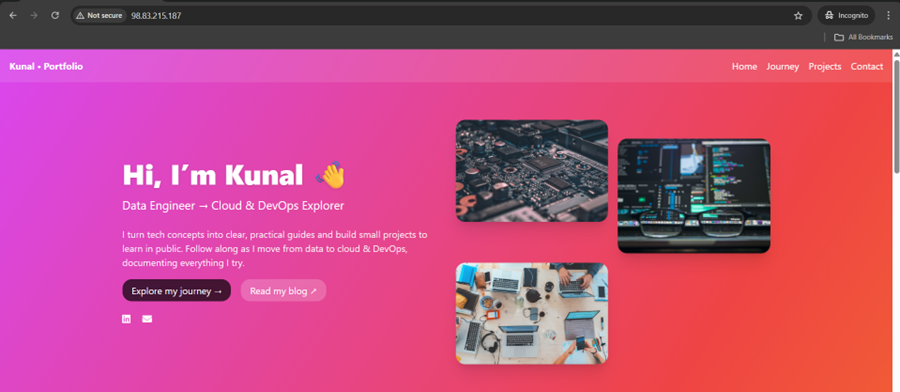 Not secure 98.83.215.187 Incognito
All Bookmarks
Kunal • Portfolio Home Journey Projects Contact
Hi, I’m Kunal 👋
Data Engineer → Cloud & DevOps Explorer
I turn tech concepts into clear, practical guides and build small projects to
learn in public. Follow along as I move from data to cloud & DevOps,
documenting everything I try.
Explore my journey → Read my blog ↗